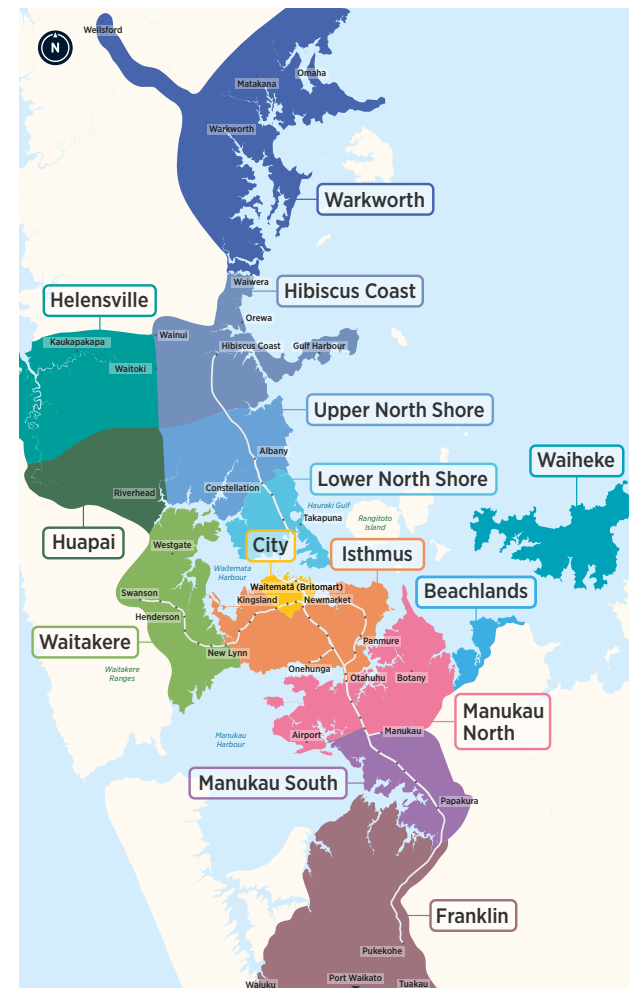 Wellsford
N
Omaha
Matakana
Warkworth
Warkworth
Waiwera
Hibiscus Coast
Helensville
Orewa
Wainui
Kaukapakapa
Hibiscus Coast
Gulf Harbour
Waitoki
Upper North Shore
Albany
Waiheke
Lower North Shore
Constellation
Riverhead
Hauraki Gulf
Takapuna
Rangitoto
Island
Huapai
City
Westgate
Isthmus
Waitemata
Harbour
Waitematā (Britomart)
Beachlands
Swanson
Kingsland
Newmarket
Henderson
Waitakere
Panmure
New Lynn
Waitakere
Ranges
Onehunga
Otahuhu
Botany
Manukau
North
Airport
Manukau
Manukau
Harbour
Manukau South
Papakura
Franklin
Pukekohe
Port Waikato
Waiuku
Tuakau